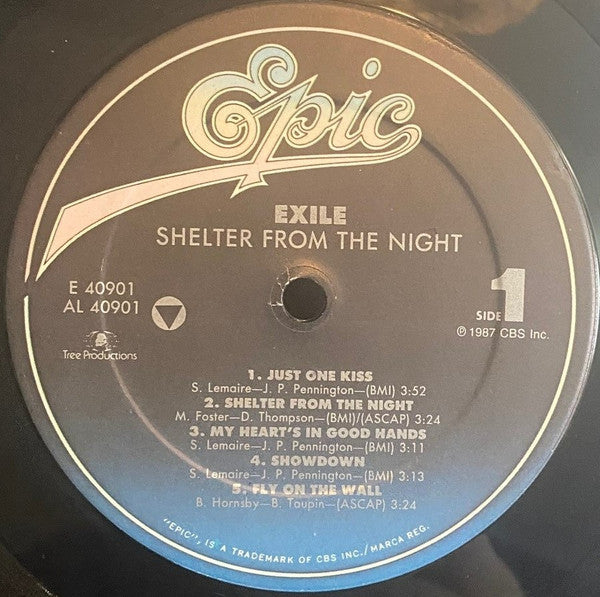 Epic
EXILE
SHELTER FROM THE NIGHT
E 40901
AL 40901
SIDE 1
℗ 1987 CBS Inc.
Tree Productions
1. JUST ONE KISS
S. Lemaire—J. P. Pennington—(BMI) 3:52
2. SHELTER FROM THE NIGHT
M. Foster—D. Thompson—(BMI)/(ASCAP) 3:24
3. MY HEART'S IN GOOD HANDS
S. Lemaire—J. P. Pennington—(BMI) 3:11
4. SHOWDOWN
S. Lemaire—J. P. Pennington—(BMI) 3:13
5. FLY ON THE WALL
B. Hornsby—B. Taupin—(ASCAP) 3:24
"EPIC", IS A TRADEMARK OF CBS INC./MARCA REG.